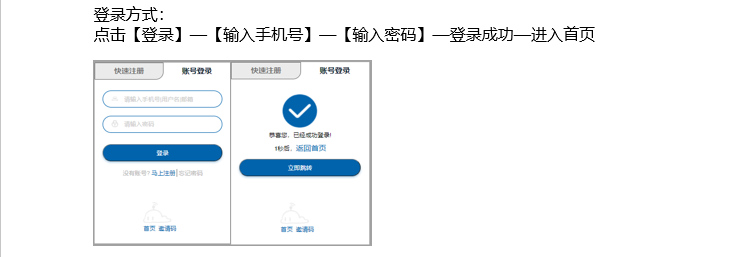 登录方式：
点击【登录】—【输入手机号】—【输入密码】—登录成功—进入首页
快速注册 账号登录
请输入手机号/用户名/邮箱
请输入密码
登录
没有账号? 马上注册 | 忘记密码
首页 邀请码
快速注册 账号登录
恭喜您，已经成功登录!
1秒后，返回首页
立即跳转
首页 邀请码